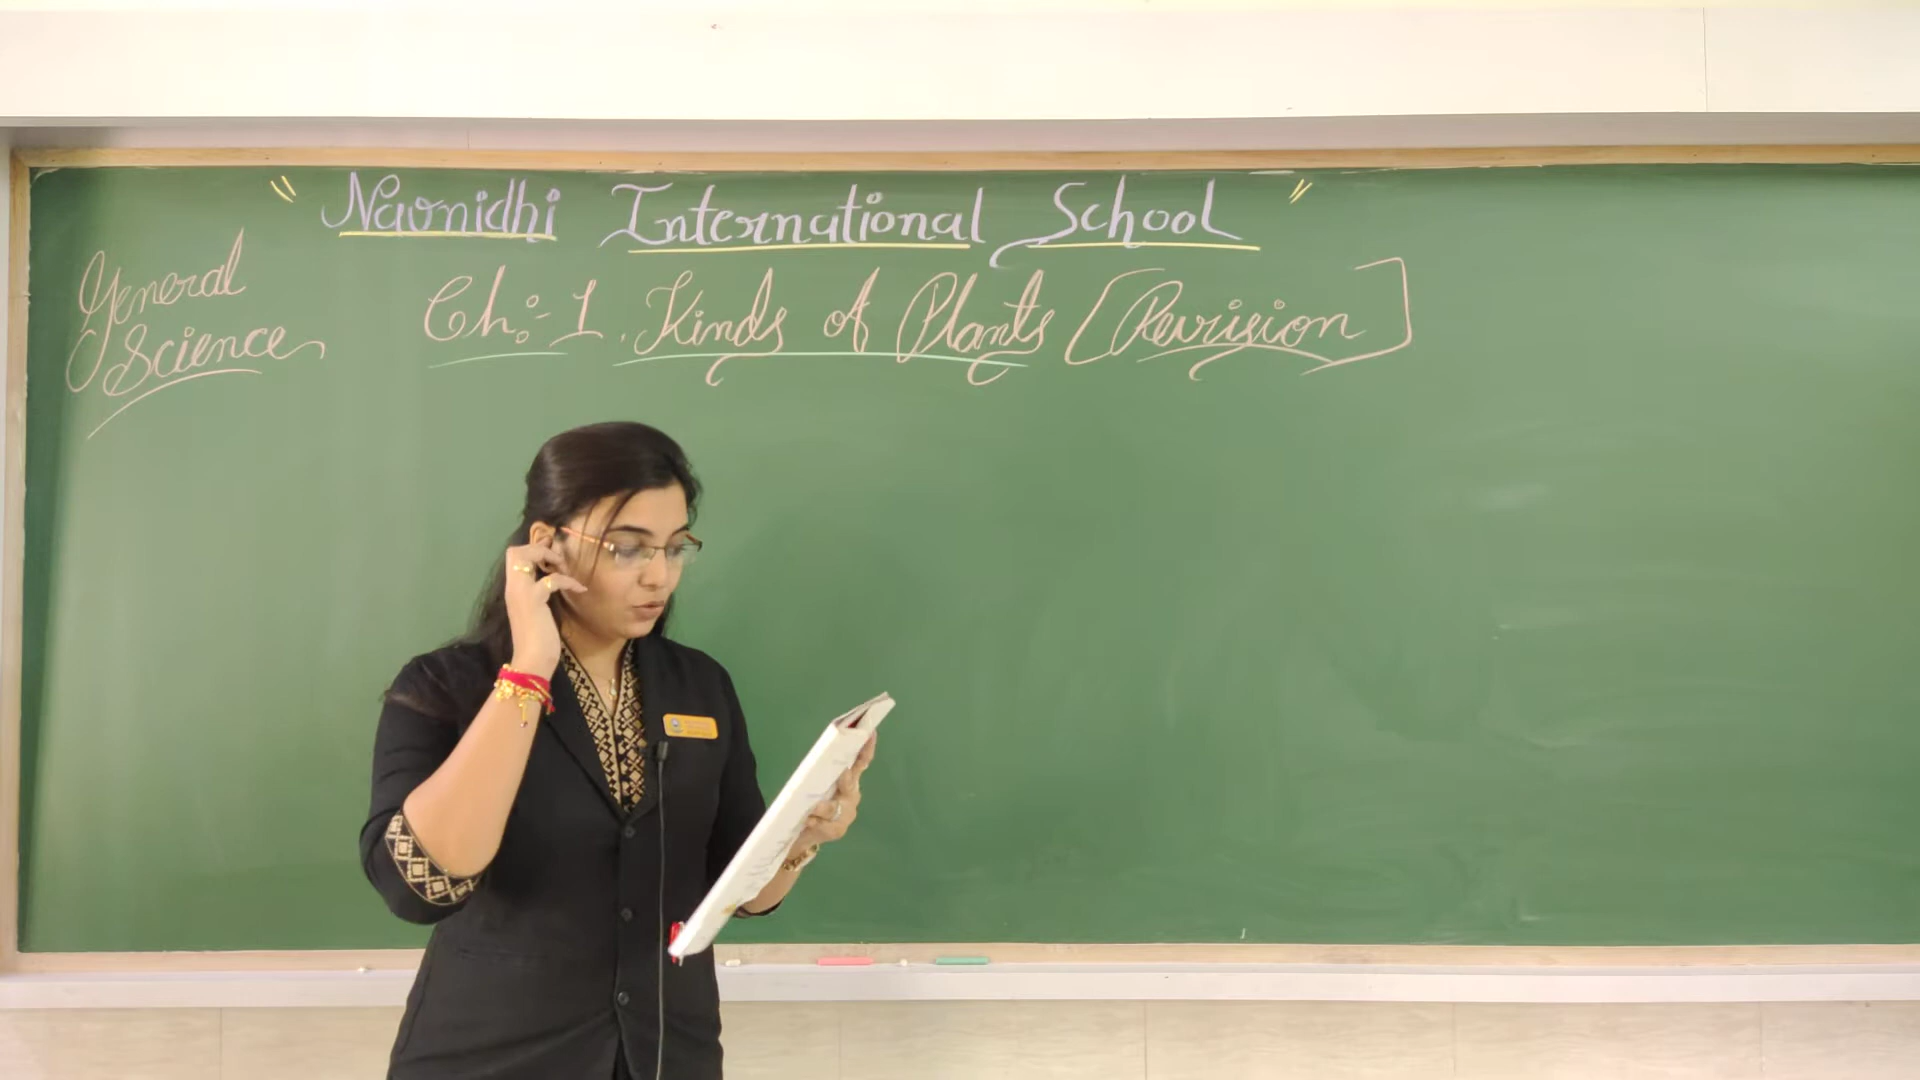 " Navnidhi International School "
General Science
Ch:-1. Kinds of Plants [Revision]